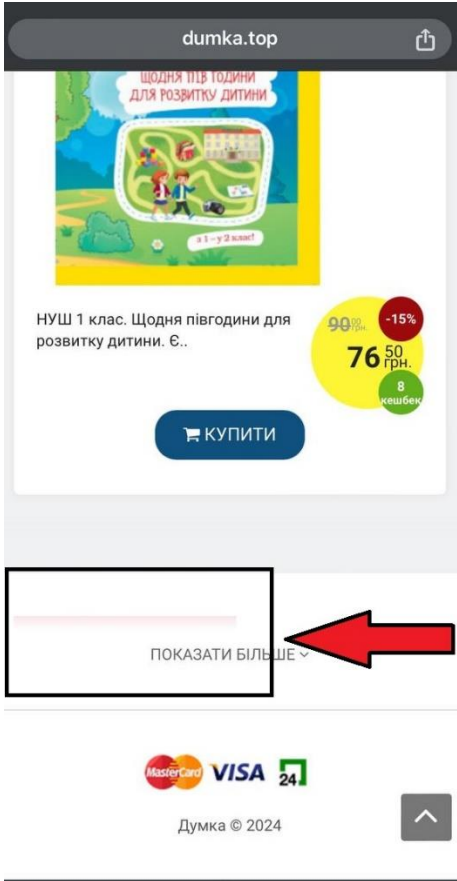 dumka.top
ЩОДНЯ ПІВ ГОДИНИ
ДЛЯ РОЗВИТКУ ДИТИНИ
з 1–у 2 клас!
НУШ 1 клас. Щодня півгодини для
розвитку дитини. Є..
90 00 грн.
-15%
76 50 грн.
8
кешбек
КУПИТИ
ПОКАЗАТИ БІЛЬШЕ
MasterCard VISA 24
Думка © 2024